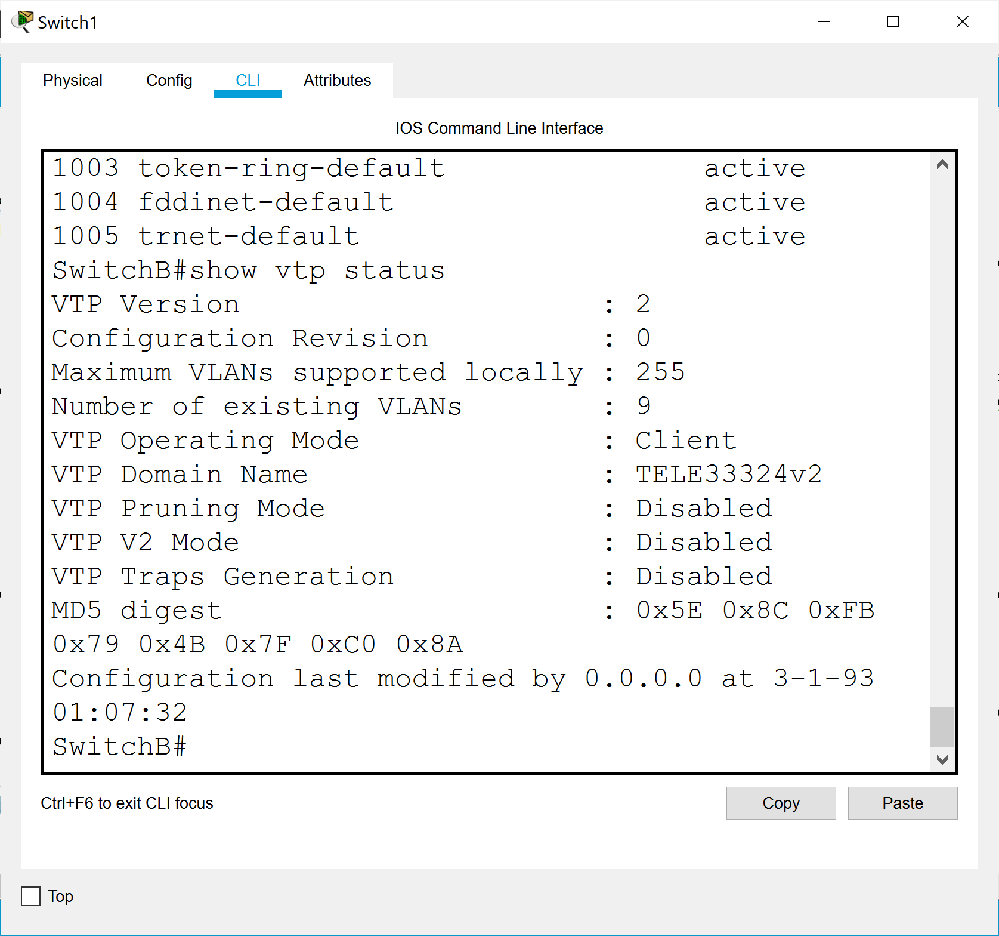 Switch1
Physical Config CLI Attributes
IOS Command Line Interface
1003 token-ring-default active
1004 fddinet-default active
1005 trnet-default active
SwitchB#show vtp status
VTP Version : 2
Configuration Revision : 0
Maximum VLANs supported locally : 255
Number of existing VLANs : 9
VTP Operating Mode : Client
VTP Domain Name : TELE33324v2
VTP Pruning Mode : Disabled
VTP V2 Mode : Disabled
VTP Traps Generation : Disabled
MD5 digest : 0x5E 0x8C 0xFB
0x79 0x4B 0x7F 0xC0 0x8A
Configuration last modified by 0.0.0.0 at 3-1-93
01:07:32
SwitchB#
Ctrl+F6 to exit CLI focus Copy Paste
Top